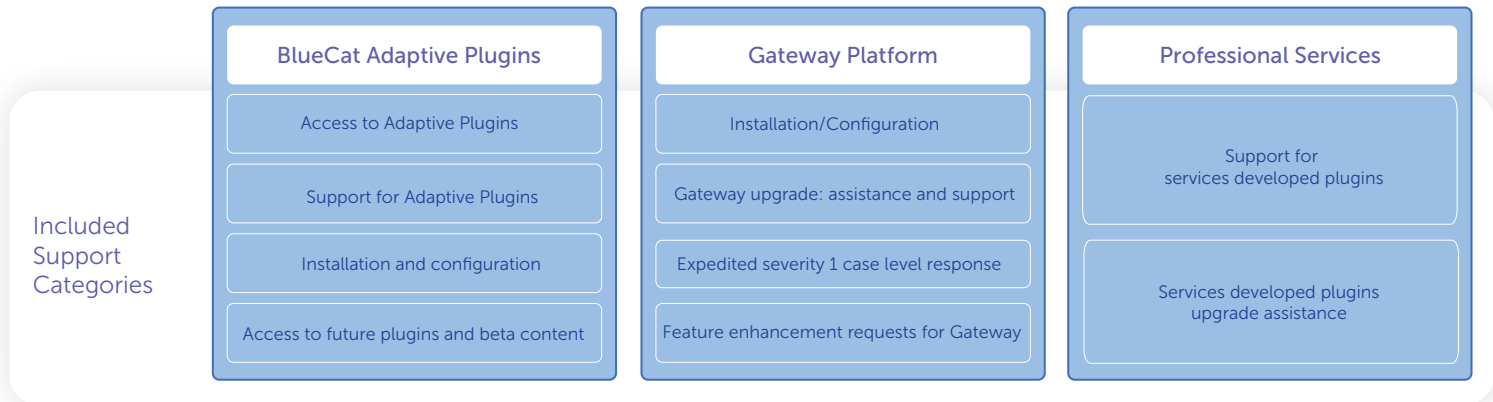 Included
Support
Categories
BlueCat Adaptive Plugins
Access to Adaptive Plugins
Support for Adaptive Plugins
Installation and configuration
Access to future plugins and beta content
Gateway Platform
Installation/Configuration
Gateway upgrade: assistance and support
Expedited severity 1 case level response
Feature enhancement requests for Gateway
Professional Services
Support for
services developed plugins
Services developed plugins
upgrade assistance